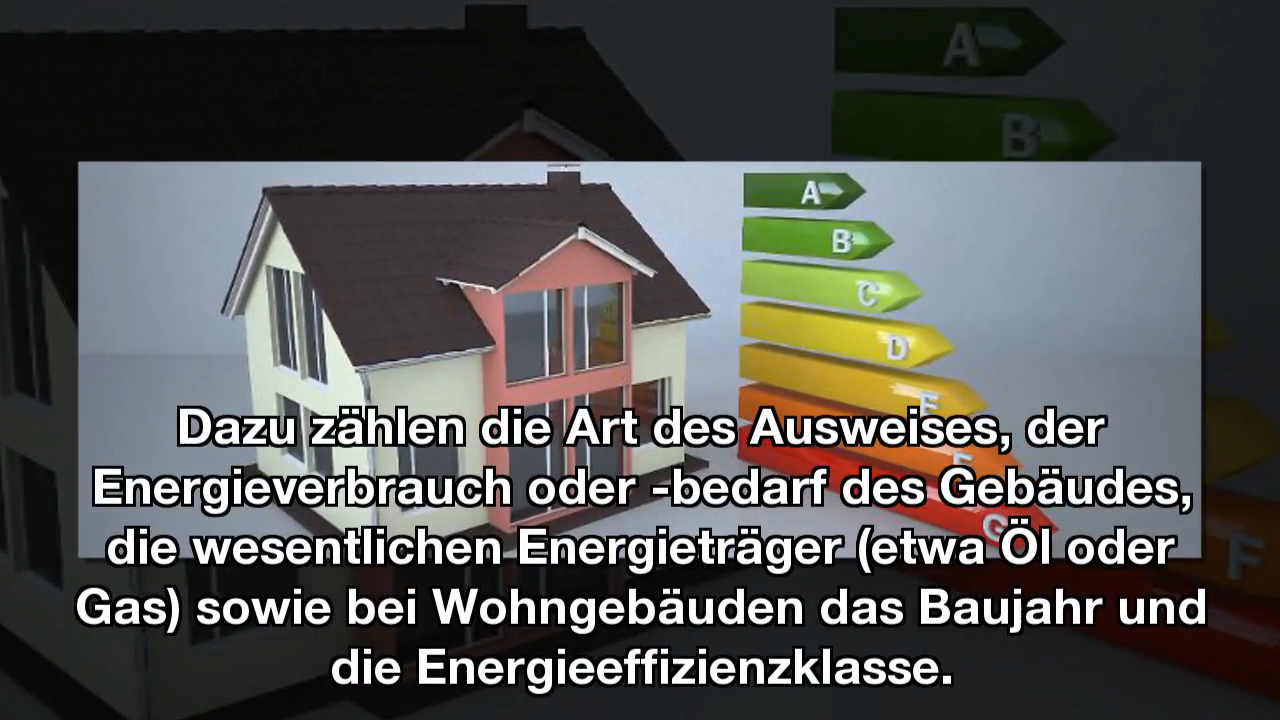 A
B
A
B
C
D
E
F
G
F
Dazu zählen die Art des Ausweises, der
Energieverbrauch oder -bedarf des Gebäudes,
die wesentlichen Energieträger (etwa Öl oder
Gas) sowie bei Wohngebäuden das Baujahr und
die Energieeffizienzklasse.